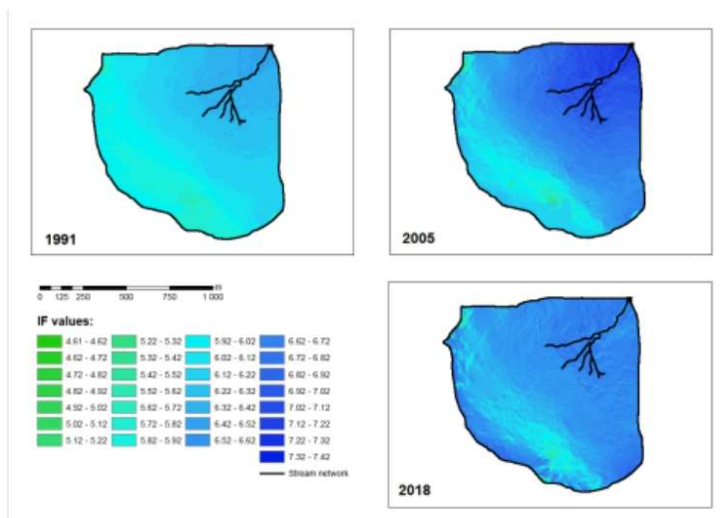 1991
2005
m
0 125 250 500 750 1 000
IF values:
4.61 - 4.62 5.22 - 5.32 5.92 - 6.02 6.62 - 6.72
4.62 - 4.72 5.32 - 5.42 6.02 - 6.12 6.72 - 6.82
4.72 - 4.82 5.42 - 5.52 6.12 - 6.22 6.82 - 6.92
4.82 - 4.92 5.52 - 5.62 6.22 - 6.32 6.92 - 7.02
4.92 - 5.02 5.62 - 5.72 6.32 - 6.42 7.02 - 7.12
5.02 - 5.12 5.72 - 5.82 6.42 - 6.52 7.12 - 7.22
5.12 - 5.22 5.82 - 5.92 6.52 - 6.62 7.22 - 7.32
7.32 - 7.42
Stream network
2018